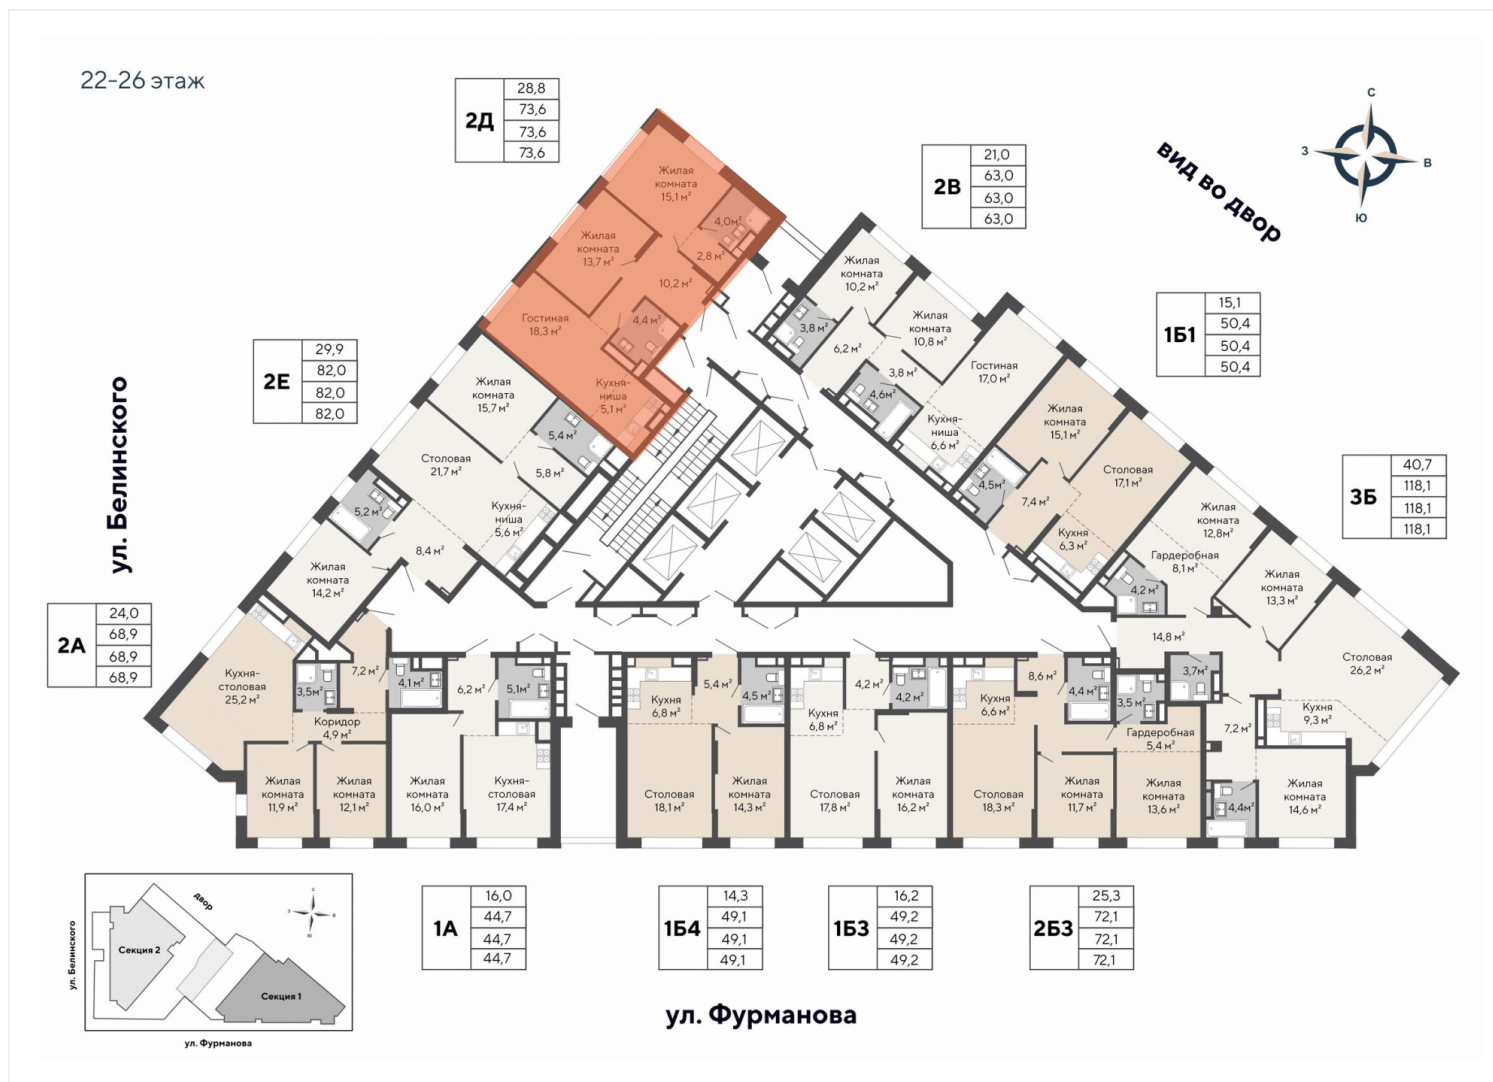 22-26 этаж
2Д
28,8
73,6
73,6
73,6
2В
21,0
63,0
63,0
63,0
вид во двор
С
З
В
Ю
1Б1
15,1
50,4
50,4
50,4
2Е
29,9
82,0
82,0
82,0
ул. Белинского
3Б
40,7
118,1
118,1
118,1
2А
24,0
68,9
68,9
68,9
Жилая
комната
15,1 м²
4,0м²
Жилая
комната
13,7 м²
2,8 м²
10,2 м²
Гостиная
18,3 м²
4,4 м²
Кухня-
ниша
5,1 м²
Жилая
комната
15,7 м²
5,4 м²
Столовая
21,7 м²
5,8 м²
5,2 м²
Кухня-
ниша
5,6 м²
8,4 м²
Жилая
комната
14,2 м²
Жилая
комната
10,2 м²
3,8 м²
6,2 м²
Жилая
комната
10,8 м²
3,8 м²
4,6м²
Гостиная
17,0 м²
Кухня-
ниша
6,6 м²
Жилая
комната
15,1 м²
4,5м²
7,4 м²
Столовая
17,1 м²
Кухня
6,3 м²
Жилая
комната
12,8м²
Гардеробная
8,1 м²
4,2 м²
Жилая
комната
13,3 м²
14,8 м²
3,7м²
Столовая
26,2 м²
Кухня
9,3 м²
7,2 м²
3,5 м²
Гардеробная
5,4 м²
Жилая
комната
13,6 м²
4,4м²
Жилая
комната
14,6 м²
Кухня-
столовая
25,2 м²
3,5м²
7,2 м²
Коридор
4,9 м²
Жилая
комната
11,9 м²
Жилая
комната
12,1 м²
4,1 м²
6,2 м²
5,1м²
Жилая
комната
16,0 м²
Кухня-
столовая
17,4 м²
Кухня
6,8 м²
5,4 м²
4,5 м²
Столовая
18,1 м²
Жилая
комната
14,3 м²
Кухня
6,8 м²
4,2 м²
4,2 м²
Столовая
17,8 м²
Жилая
комната
16,2 м²
Кухня
6,6 м²
8,6 м²
4,4 м²
Столовая
18,3 м²
Жилая
комната
11,7 м²
1А
16,0
44,7
44,7
44,7
1Б4
14,3
49,1
49,1
49,1
1Б3
16,2
49,2
49,2
49,2
2Б3
25,3
72,1
72,1
72,1
ул. Фурманова
двор
ул. Белинского
Секция 2
Секция 1
ул. Фурманова